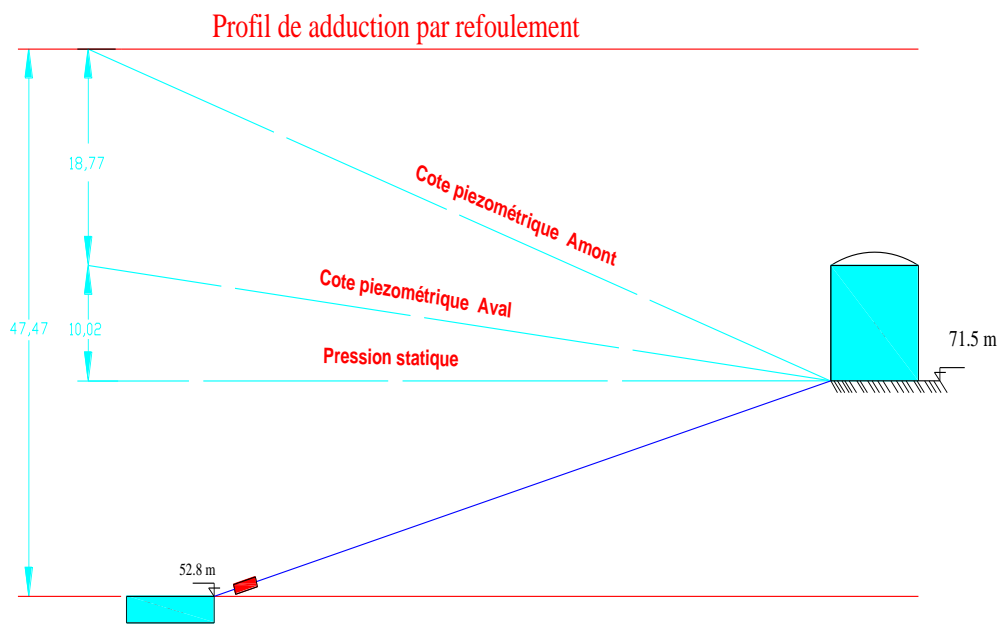 Profil de adduction par refoulement
18,77
Cote piezométrique Amont
Cote piezométrique Aval
47,47
10,02
Pression statique
71.5 m
52.8 m